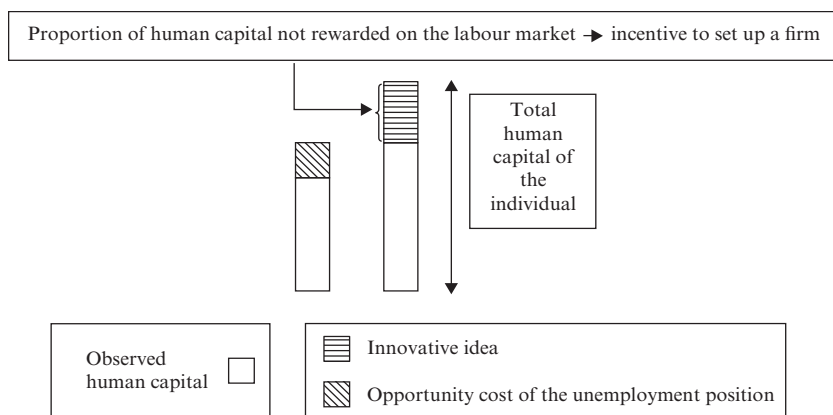 Proportion of human capital not rewarded on the labour market → incentive to set up a firm
Total
human
capital of
the
individual
Observed
human capital
Innovative idea
Opportunity cost of the unemployment position